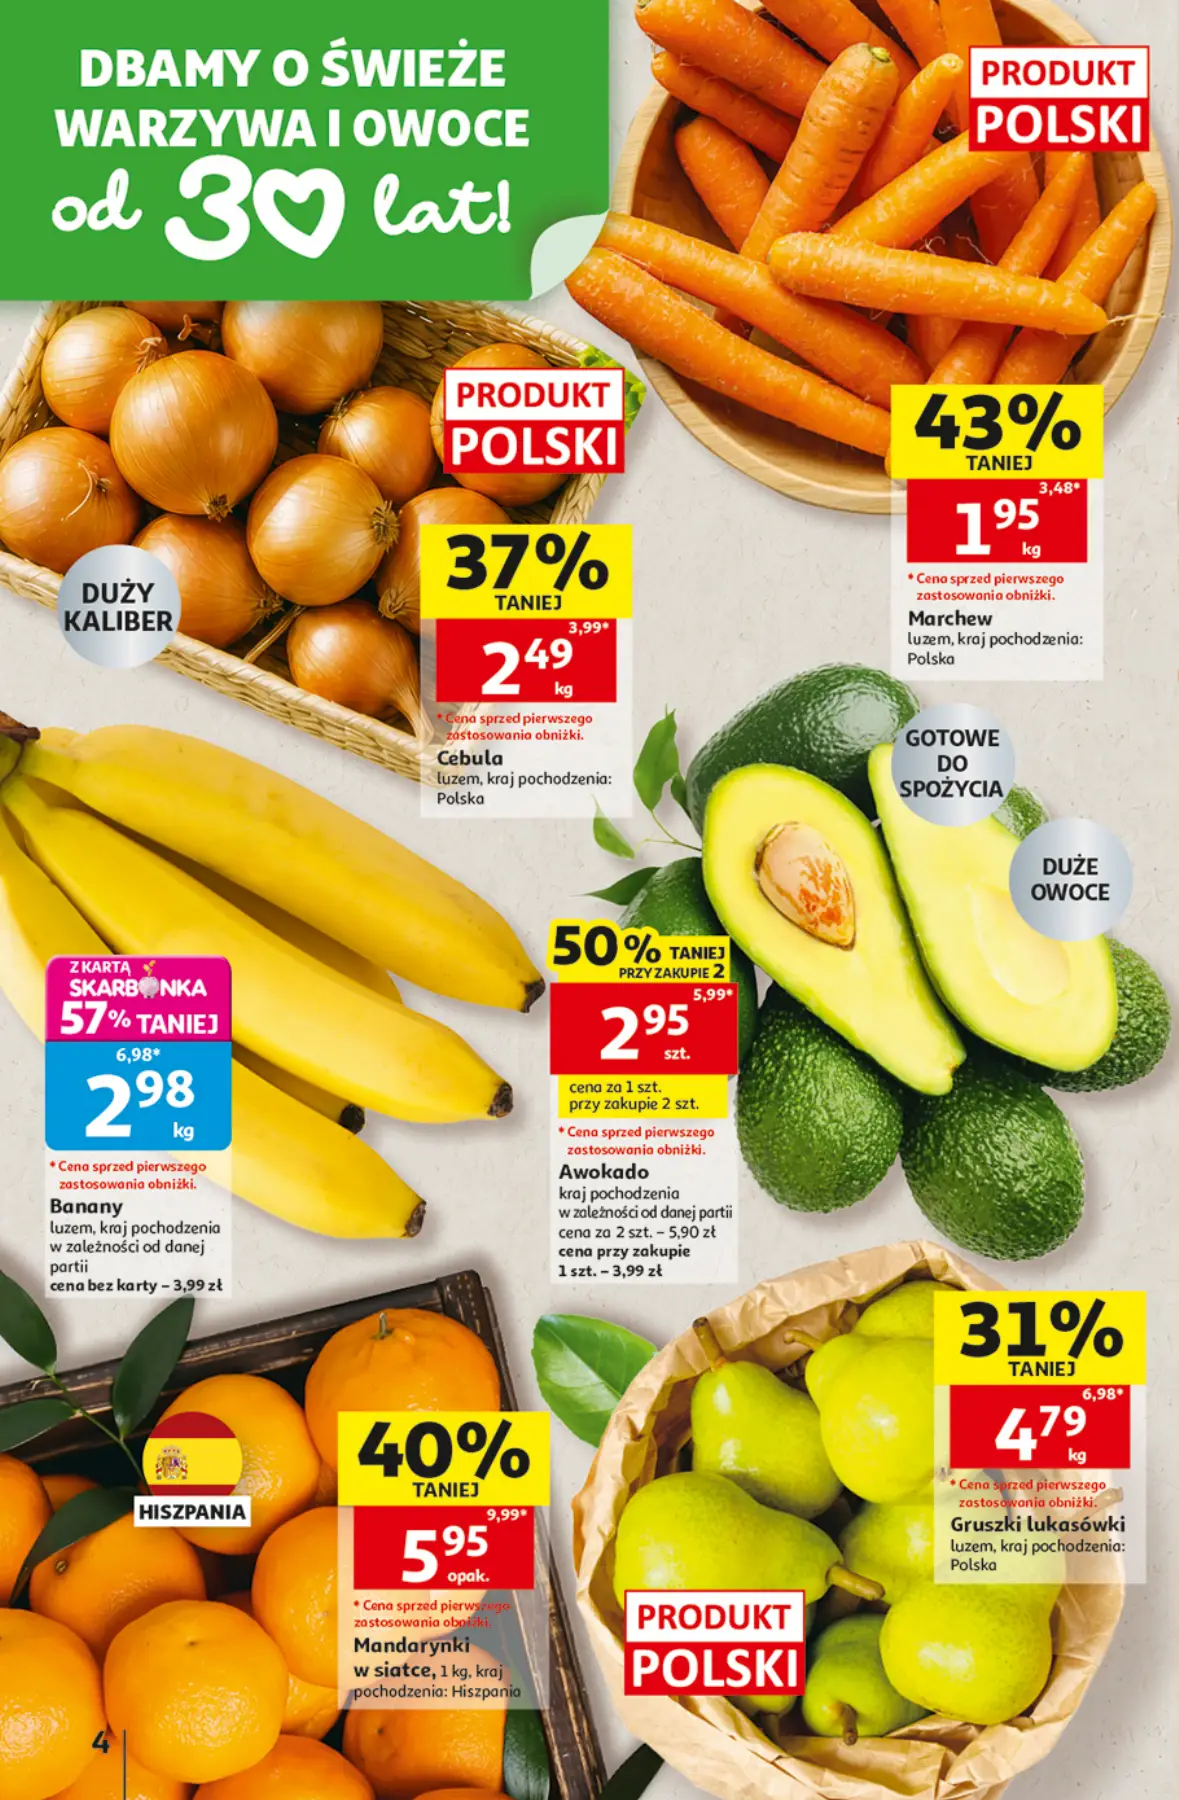 DBAMY O ŚWIEŻE
WARZYWA I OWOCE
od 30 lat!
PRODUKT
POLSKI
43%
TANIEJ
3,48*
1 95
kg
* Cena sprzed pierwszego
zastosowania obniżki.
Marchew
luzem, kraj pochodzenia:
Polska
PRODUKT
POLSKI
DUŻY
KALIBER
37%
TANIEJ
3,99*
2 49
kg
* Cena sprzed pierwszego
zastosowania obniżki.
Cebula
luzem, kraj pochodzenia:
Polska
GOTOWE
DO
SPOŻYCIA
DUŻE
OWOCE
50% TANIEJ
PRZY ZAKUPIE 2
5,99*
2 95
szt.
cena za 1 szt.
przy zakupie 2 szt.
* Cena sprzed pierwszego
zastosowania obniżki.
Awokado
kraj pochodzenia
w zależności od danej partii
cena za 2 szt. – 5,90 zł
cena przy zakupie
1 szt. – 3,99 zł
Z KARTĄ
SKARBONKA
57% TANIEJ
6,98*
2 98
kg
* Cena sprzed pierwszego
zastosowania obniżki.
Banany
luzem, kraj pochodzenia
w zależności od danej
partii
cena bez karty – 3,99 zł
HISZPANIA
40%
TANIEJ
9,99*
5 95
opak.
* Cena sprzed pierwszego
zastosowania obniżki.
Mandarynki
w siatce, 1 kg, kraj
pochodzenia: Hiszpania
31%
TANIEJ
6,98*
4 79
kg
* Cena sprzed pierwszego
zastosowania obniżki.
Gruszki lukasówki
luzem, kraj pochodzenia:
Polska
PRODUKT
POLSKI
4